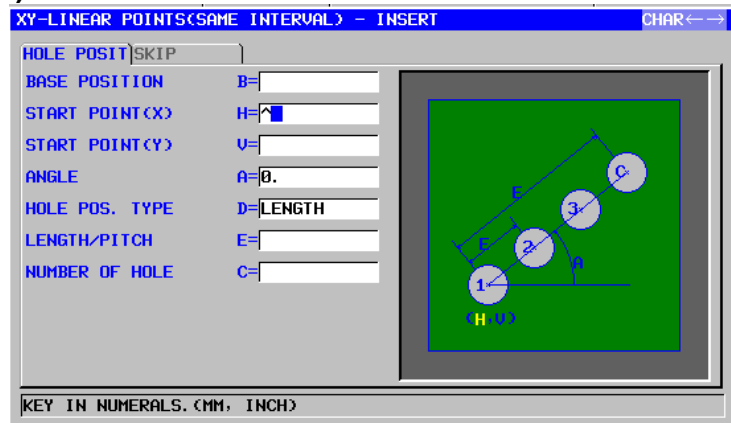 XY-LINEAR POINTS(SAME INTERVAL) - INSERT CHAR←→
HOLE POSIT SKIP
BASE POSITION B=
START POINT(X) H=^
START POINT(Y) V=
ANGLE A=0.
HOLE POS. TYPE D=LENGTH
LENGTH/PITCH E=
NUMBER OF HOLE C=
C
E
3
E 2
A
1
(H,V)
KEY IN NUMERALS.(MM, INCH)